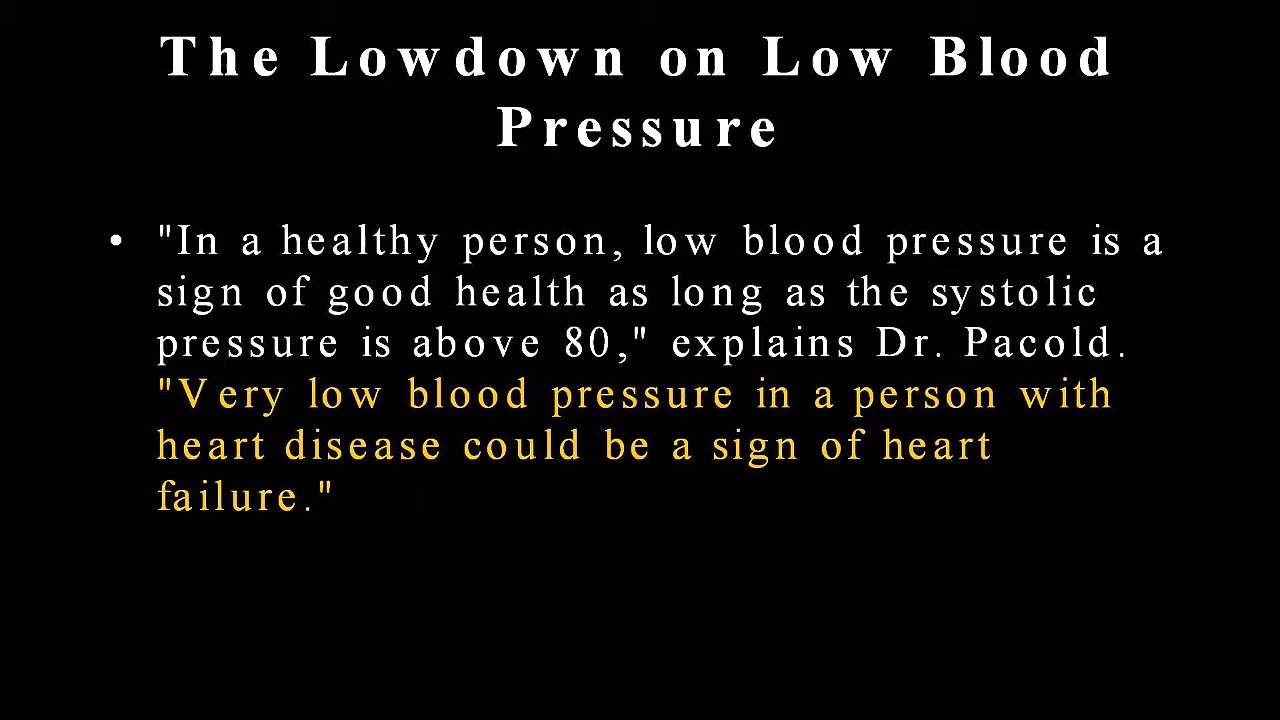 The Lowdown on Low Blood
Pressure
• "In a healthy person, low blood pressure is a
sign of good health as long as the systolic
pressure is above 80," explains Dr. Pacold.
"Very low blood pressure in a person with
heart disease could be a sign of heart
failure."